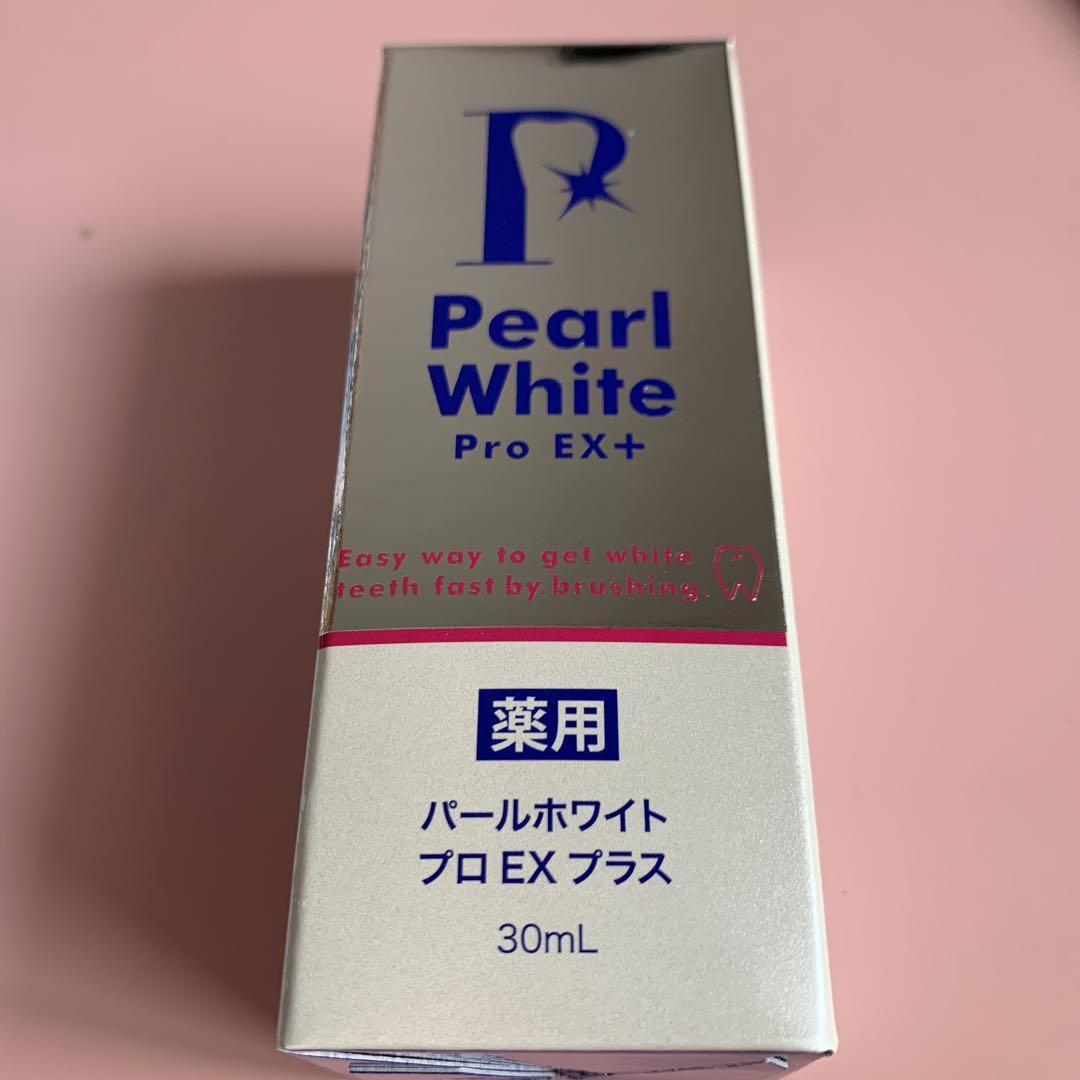 P
Pearl
White
Pro EX+
Easy way to get white
teeth fast by brushing.
薬用
パールホワイト
プロ EX プラス
30mL